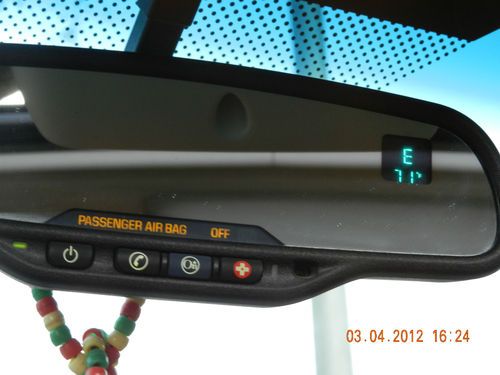 E
71°
PASSENGER AIR BAG OFF
03.04.2012 16:24